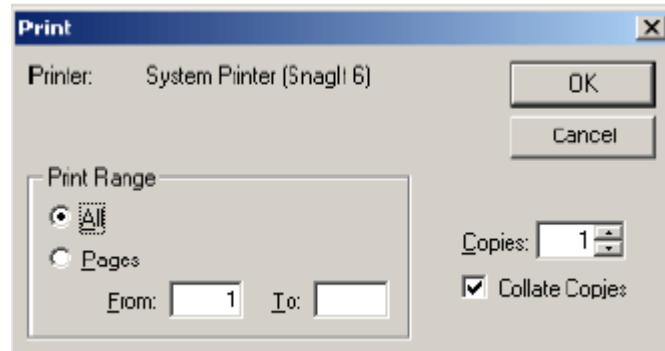 Print
Printer: System Printer (SnagIt 6)
OK
Cancel
Print Range
All
Pages
From: 1 To:
Copies: 1
Collate Copies